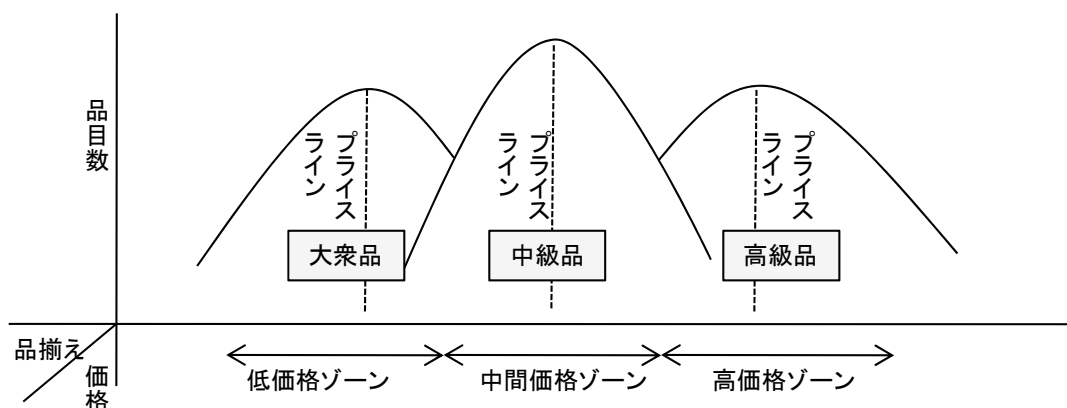 品目数
プライス
ライン
プライス
ライン
プライス
ライン
大衆品
中級品
高級品
品揃え
価格
低価格ゾーン
中間価格ゾーン
高価格ゾーン